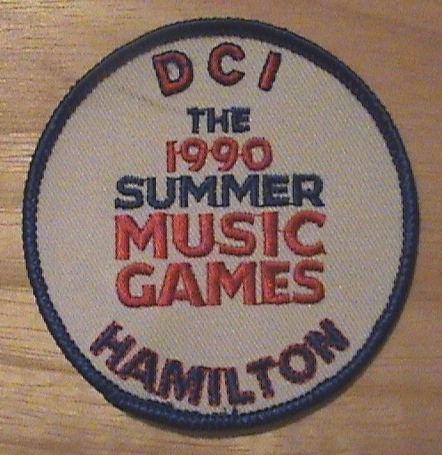 DCI
THE
1990
SUMMER
MUSIC
GAMES
HAMILTON